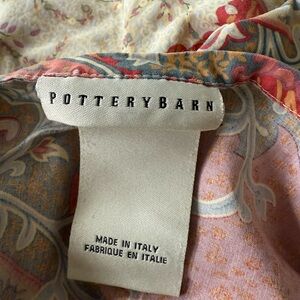 POTTERYBARN
MADE IN ITALY
FABRIQUE EN ITALIE